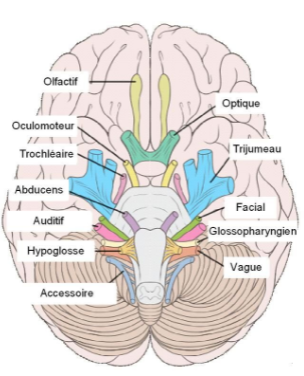 Olfactif
Optique
Oculomoteur
Trochléaire
Trijumeau
Abducens
Facial
Auditif
Glossopharyngien
Hypoglosse
Vague
Accessoire